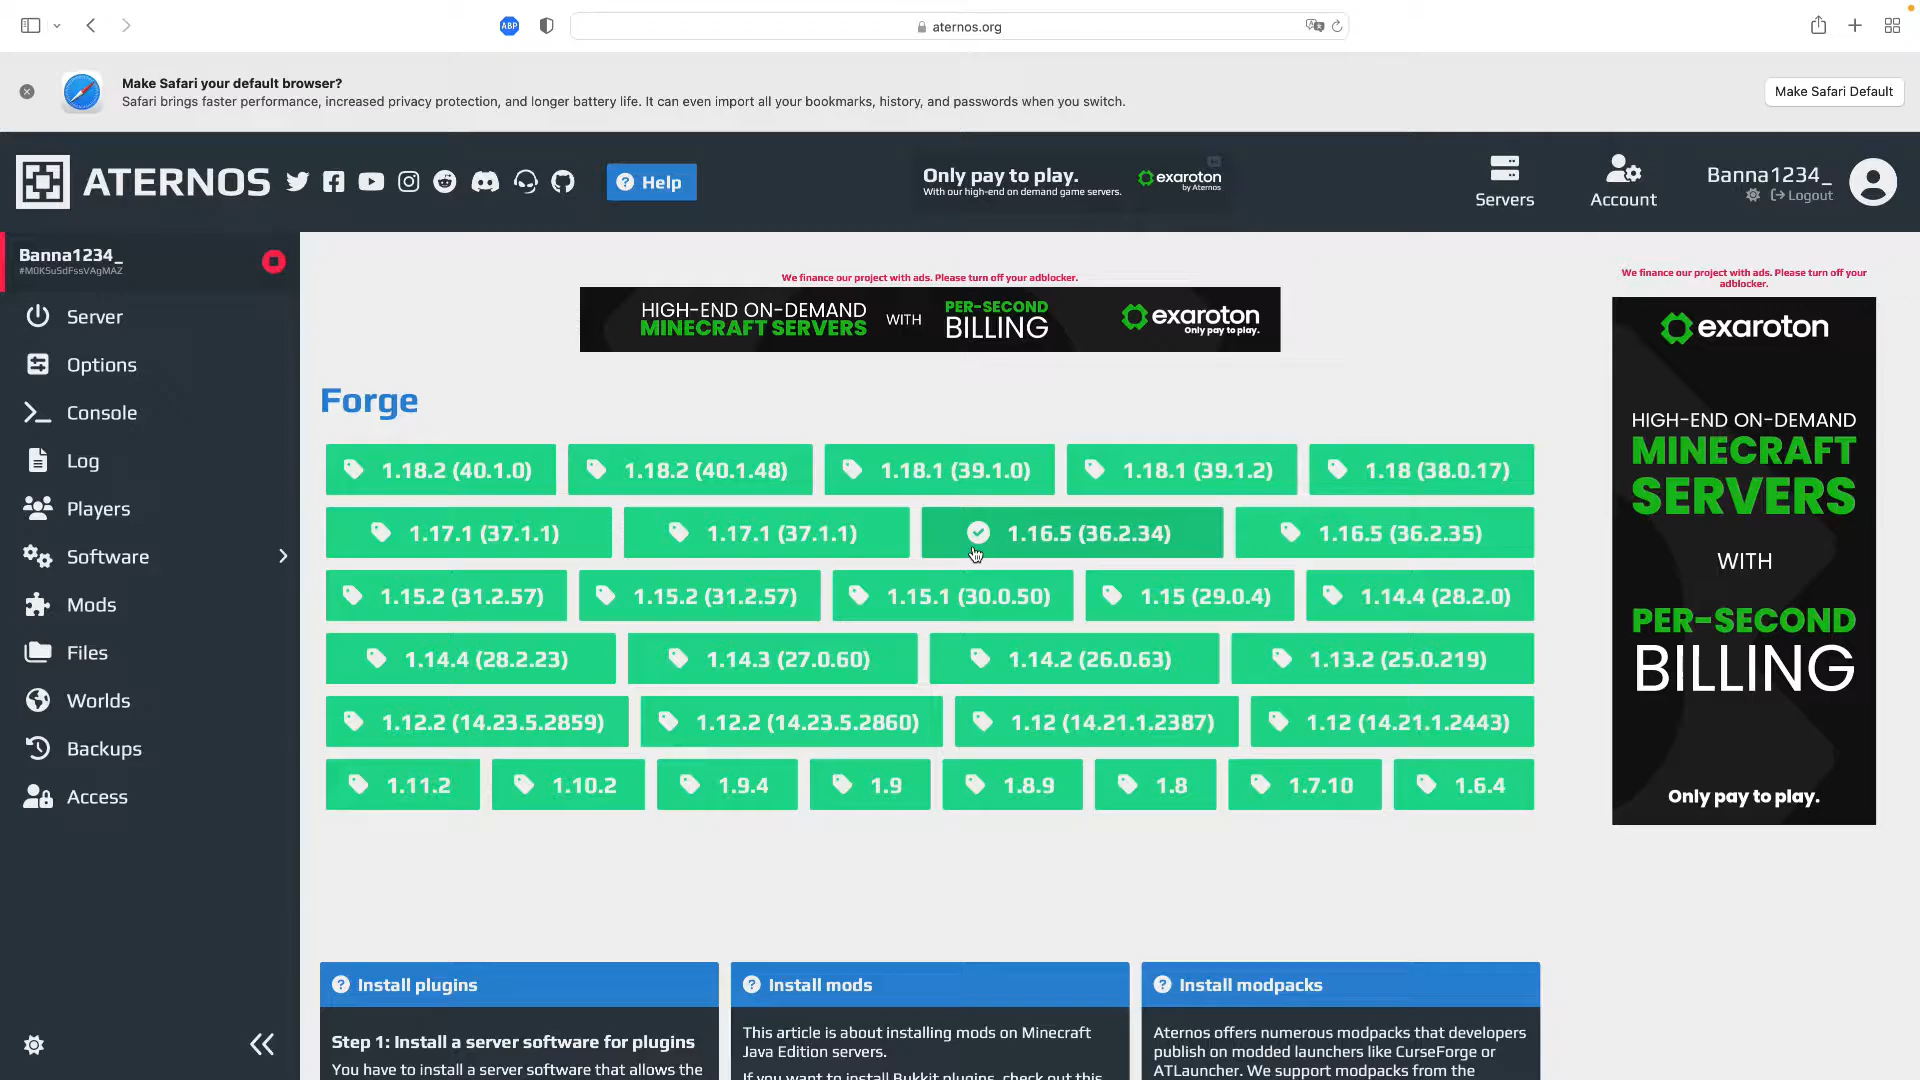 ABP
aternos.org
Make Safari your default browser?
Safari brings faster performance, increased privacy protection, and longer battery life. It can even import all your bookmarks, history, and passwords when you switch.
Make Safari Default
ATERNOS
Help
Only pay to play.
With our high-end on demand game servers.
exaroton
by Aternos
Servers
Account
Banna1234_
Logout
Banna1234_
Server
Options
Console
Log
Players
Software
Mods
Files
Worlds
Backups
Access
We finance our project with ads. Please turn off your adblocker.
HIGH-END ON-DEMAND
MINECRAFT SERVERS
WITH
PER-SECOND
BILLING
exaroton
Only pay to play.
Forge
1.18.2 (40.1.0)
1.18.2 (40.1.48)
1.18.1 (39.1.0)
1.18.1 (39.1.2)
1.18 (38.0.17)
1.17.1 (37.1.1)
1.17.1 (37.1.1)
1.16.5 (36.2.34)
1.16.5 (36.2.35)
1.15.2 (31.2.57)
1.15.2 (31.2.57)
1.15.1 (30.0.50)
1.15 (29.0.4)
1.14.4 (28.2.0)
1.14.4 (28.2.23)
1.14.3 (27.0.60)
1.14.2 (26.0.63)
1.13.2 (25.0.219)
1.12.2 (14.23.5.2859)
1.12.2 (14.23.5.2860)
1.12 (14.21.1.2387)
1.12 (14.21.1.2443)
1.11.2
1.10.2
1.9.4
1.9
1.8.9
1.8
1.7.10
1.6.4
We finance our project with ads. Please turn off your
adblocker.
exaroton
HIGH-END ON-DEMAND
MINECRAFT
SERVERS
WITH
PER-SECOND
BILLING
Only pay to play.
Install plugins
Step 1: Install a server software for plugins
You have to install a server software that allows the
Install mods
This article is about installing mods on Minecraft
Java Edition servers.
If you want to install Bukkit plugins, check out this
Install modpacks
Aternos offers numerous modpacks that developers
publish on modded launchers like CurseForge or
ATLauncher. We support modpacks from the